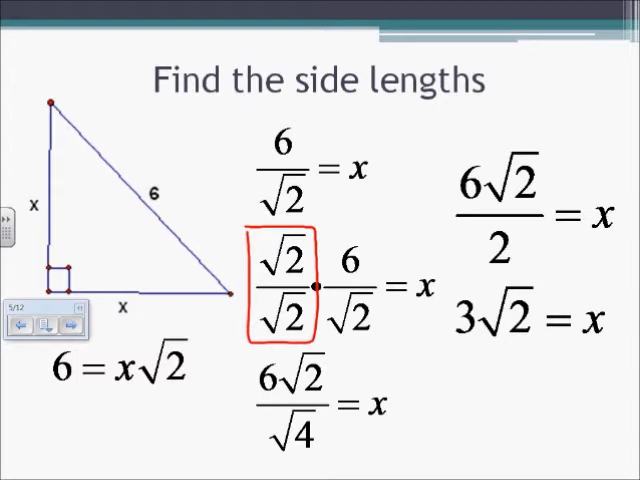 Find the side lengths
x
6
x
5/12
6 = x√2
6/√2 = x
√2/√2 • 6/√2 = x
6√2/√4 = x
6√2/2 = x
3√2 = x